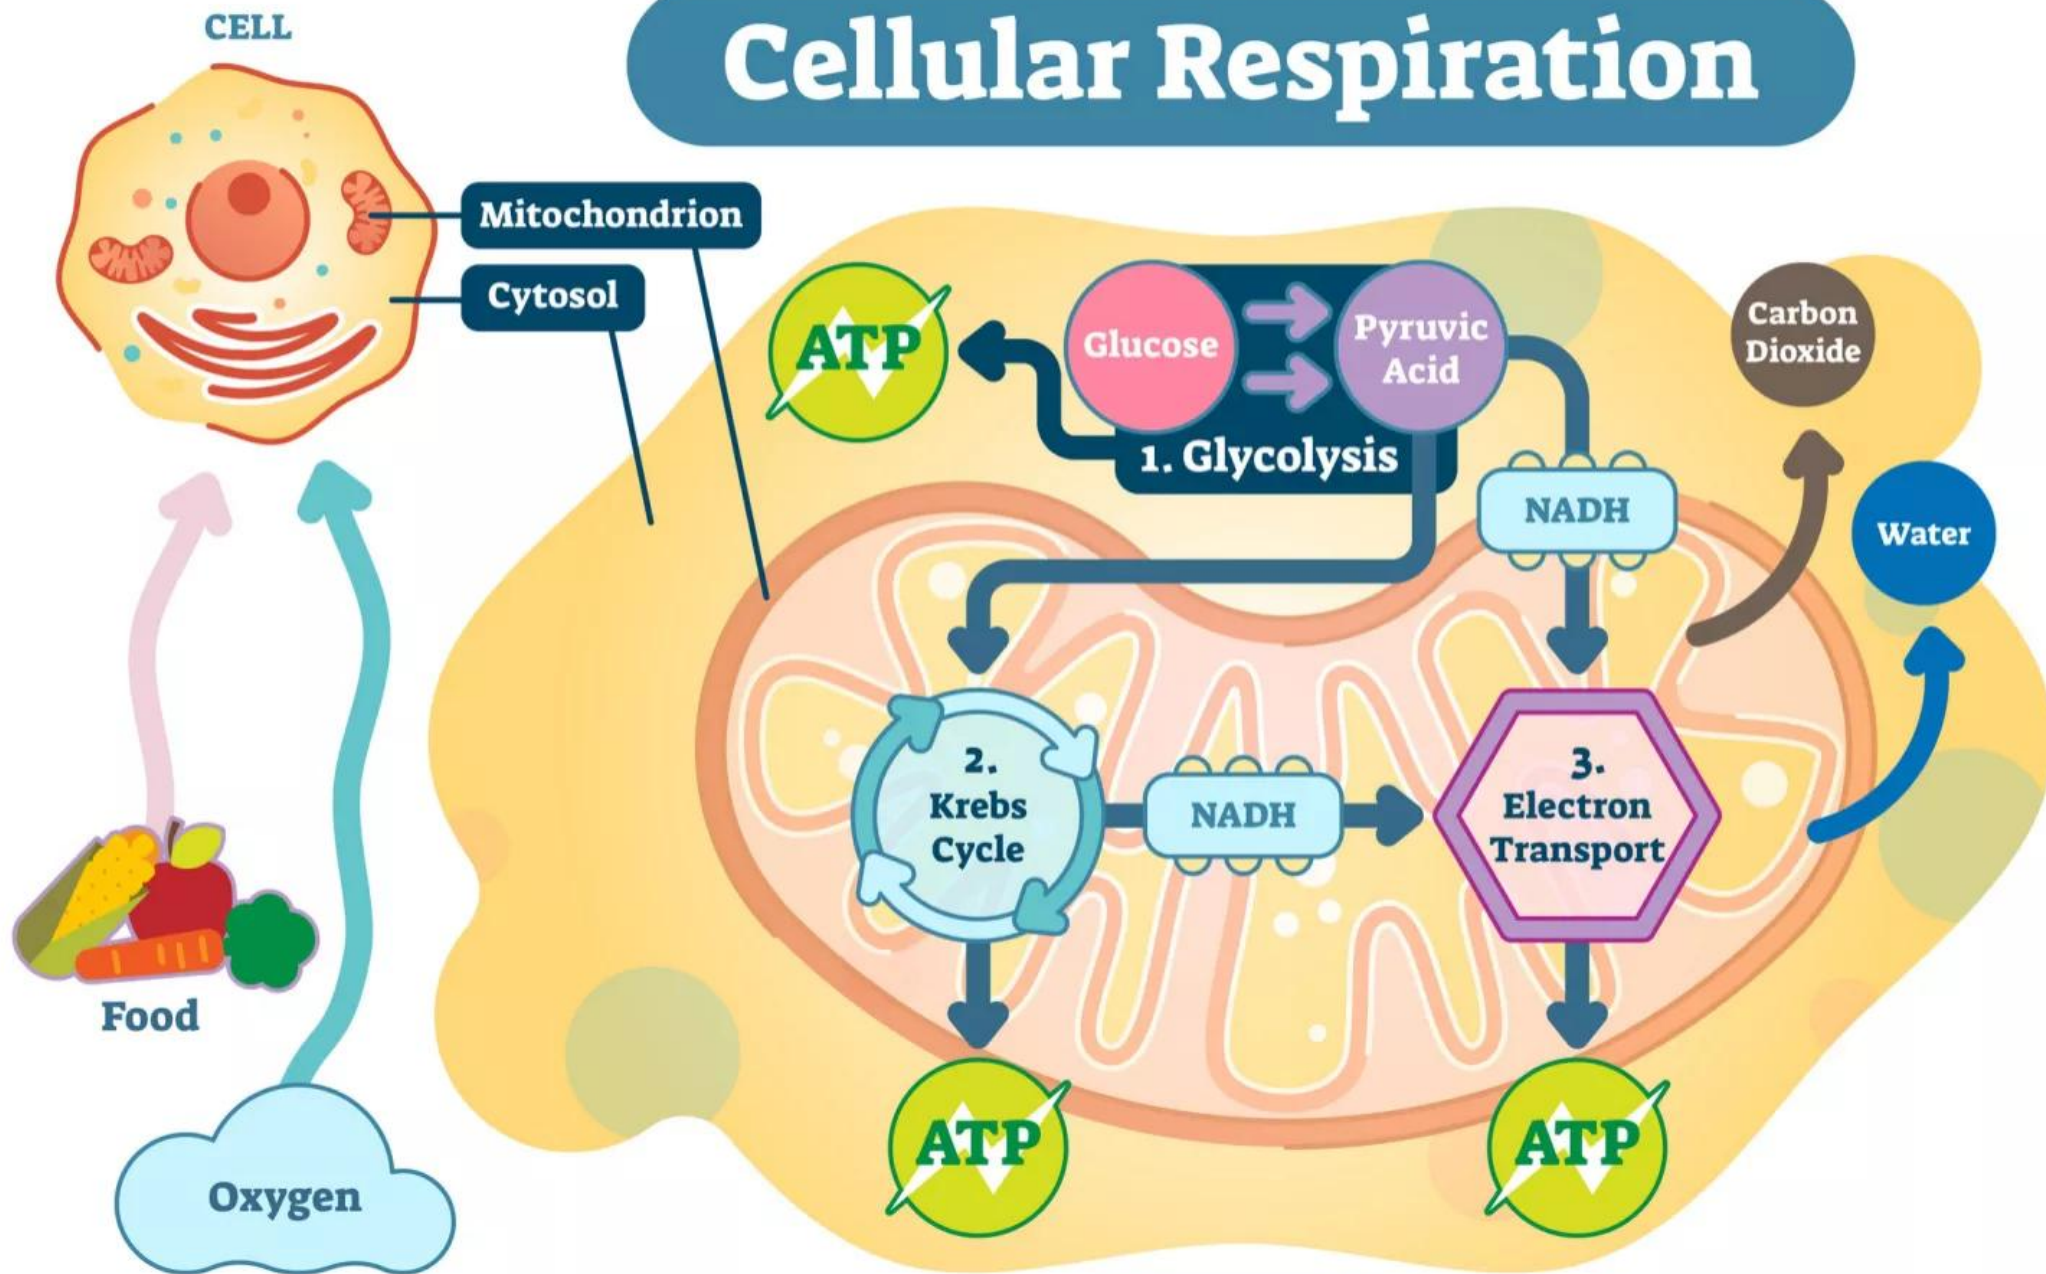 CELL
Cellular Respiration
Mitochondrion
Cytosol
ATP
Glucose
Pyruvic
Acid
1. Glycolysis
Carbon
Dioxide
NADH
Water
2.
Krebs
Cycle
NADH
3.
Electron
Transport
Food
Oxygen
ATP
ATP